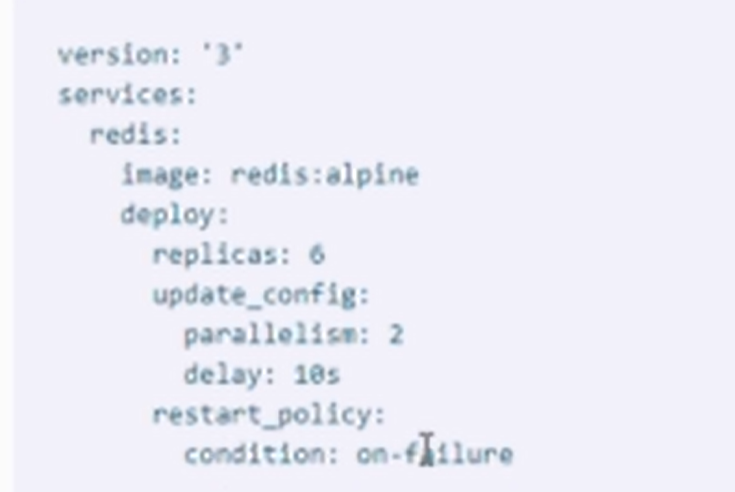 version: '3'
services:
  redis:
    image: redis:alpine
    deploy:
      replicas: 6
      update_config:
        parallelism: 2
        delay: 10s
      restart_policy:
        condition: on-failure